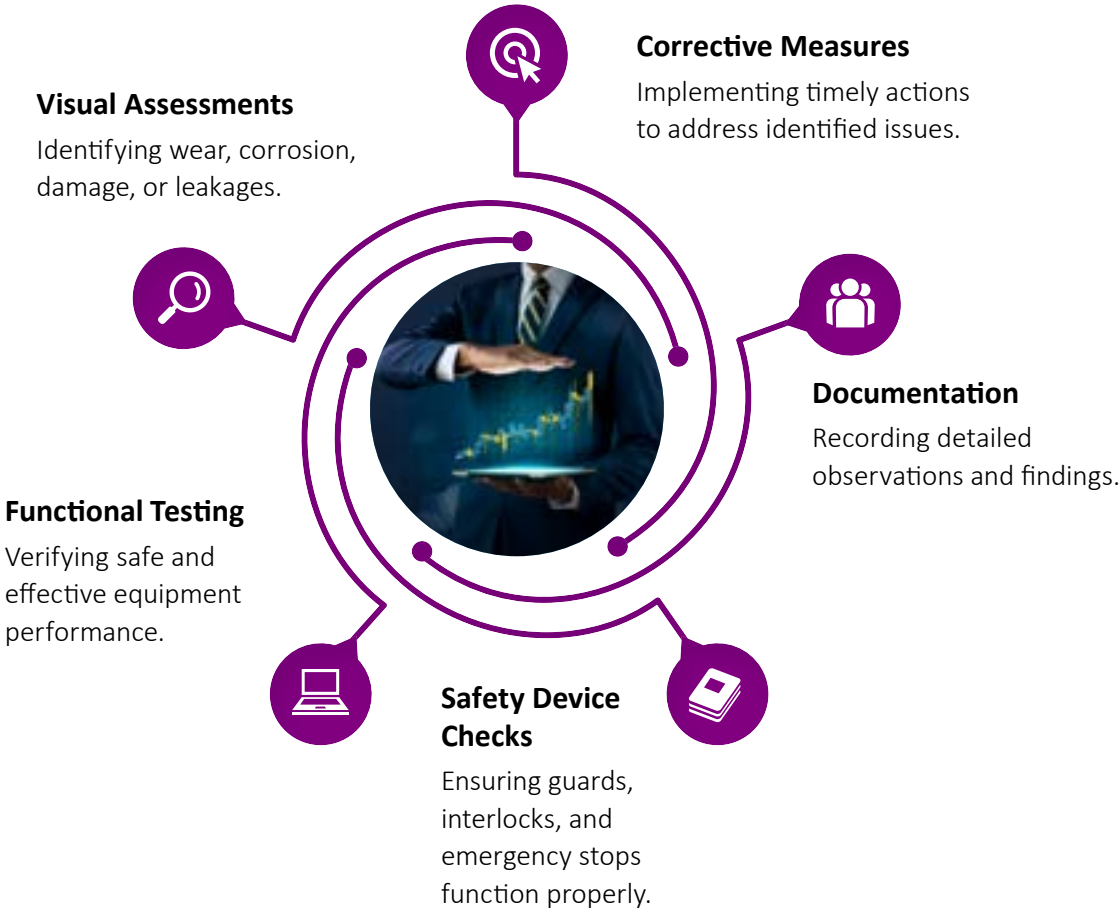 Visual Assessments
Identifying wear, corrosion,
damage, or leakages.
Functional Testing
Verifying safe and
effective equipment
performance.
Safety Device
Checks
Ensuring guards,
interlocks, and
emergency stops
function properly.
Documentation
Recording detailed
observations and findings.
Corrective Measures
Implementing timely actions
to address identified issues.